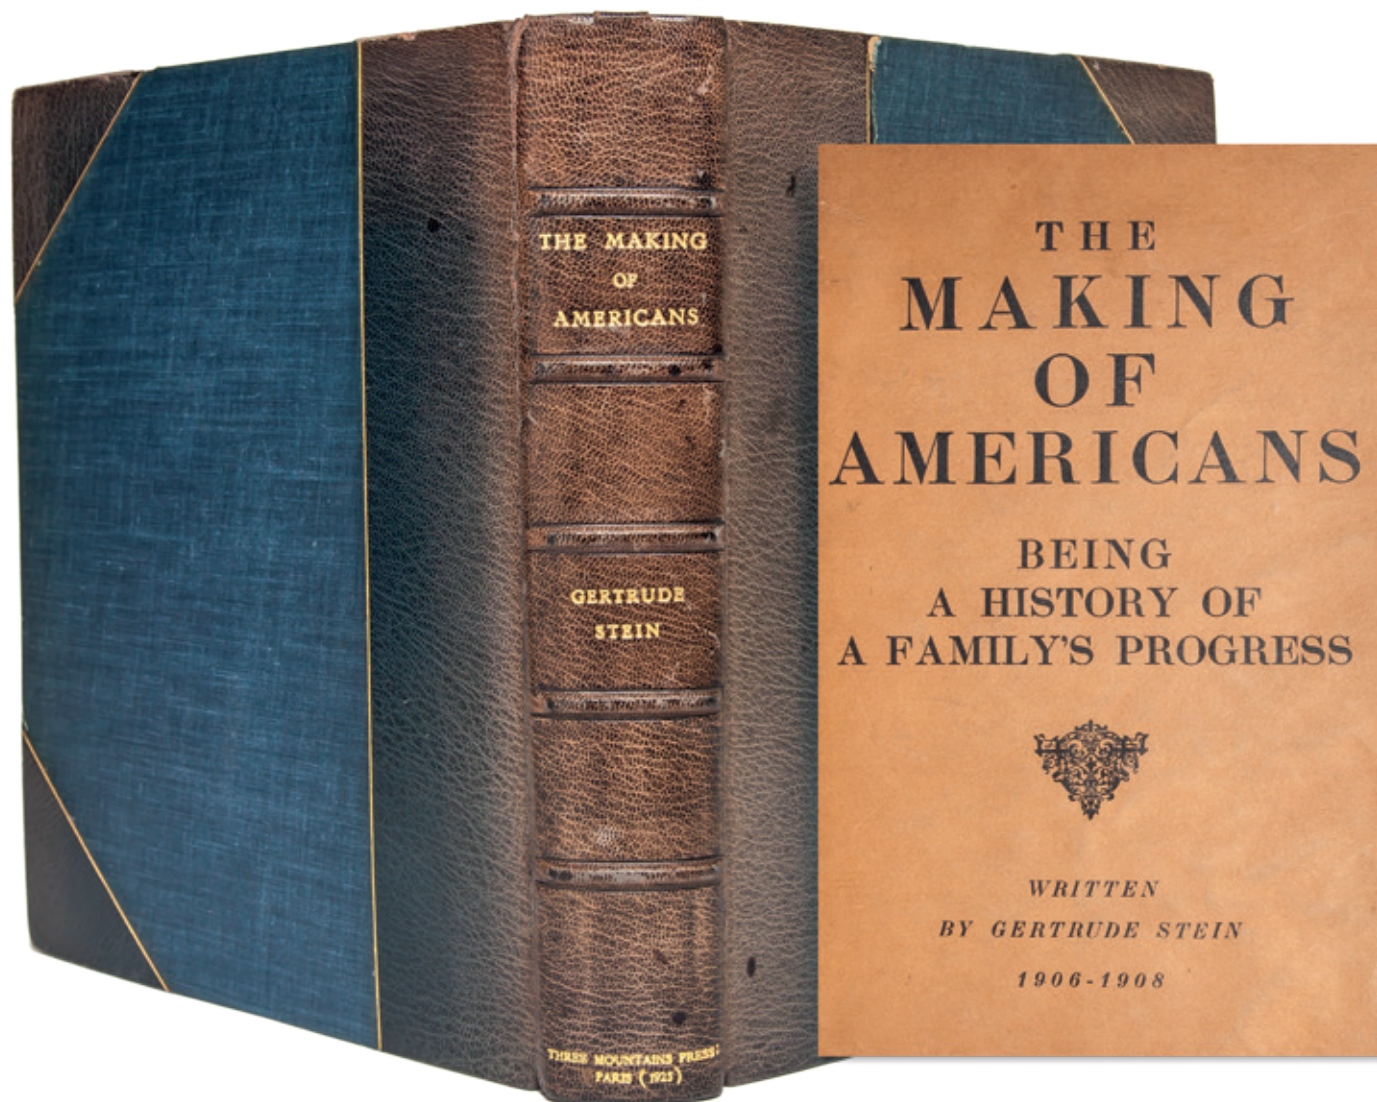 THE MAKING
OF
AMERICANS
GERTRUDE
STEIN
THREE MOUNTAINS PRESS:
PARIS (1925)
THE
MAKING
OF
AMERICANS
BEING
A HISTORY OF
A FAMILY'S PROGRESS
WRITTEN
BY GERTRUDE STEIN
1906-1908